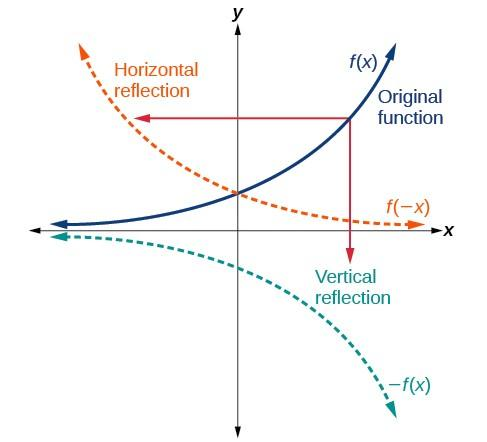 y
f(x)
Horizontal
reflection
Original
function
f(−x)
x
Vertical
reflection
−f(x)